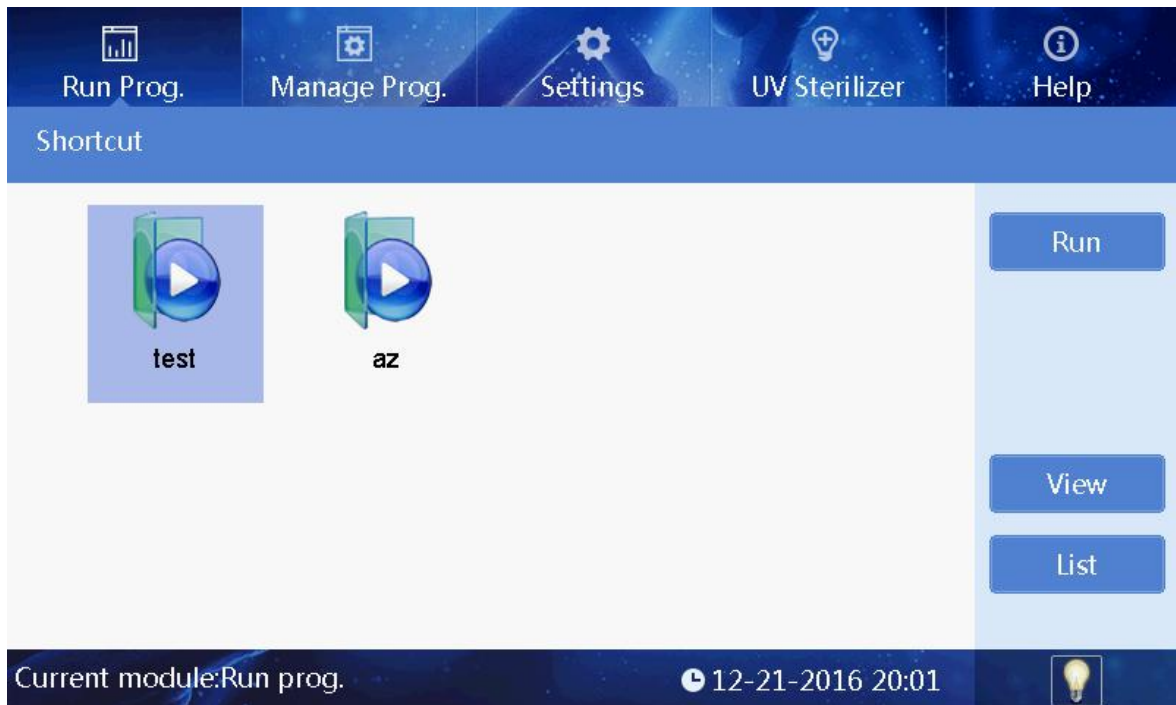 Run Prog.
Manage Prog.
Settings
UV Sterilizer
Help
Shortcut
test
az
Run
View
List
Current module:Run prog.
12-21-2016 20:01